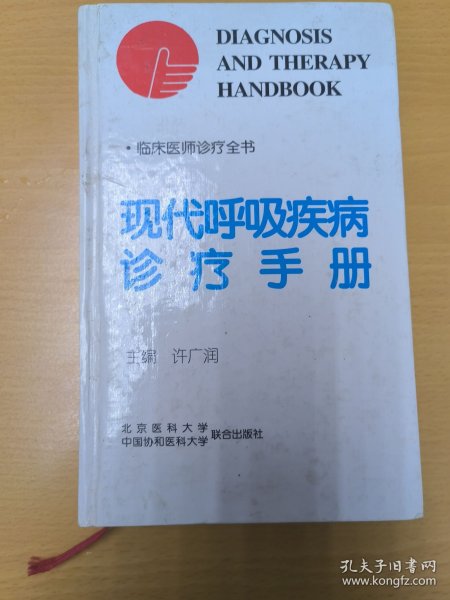 DIAGNOSIS
AND THERAPY
HANDBOOK
·临床医师诊疗全书
现代呼吸疾病
诊疗手册
主编 许广润
北京医科大学
中国协和医科大学
联合出版社
孔夫子旧书网
www.kongfz.com